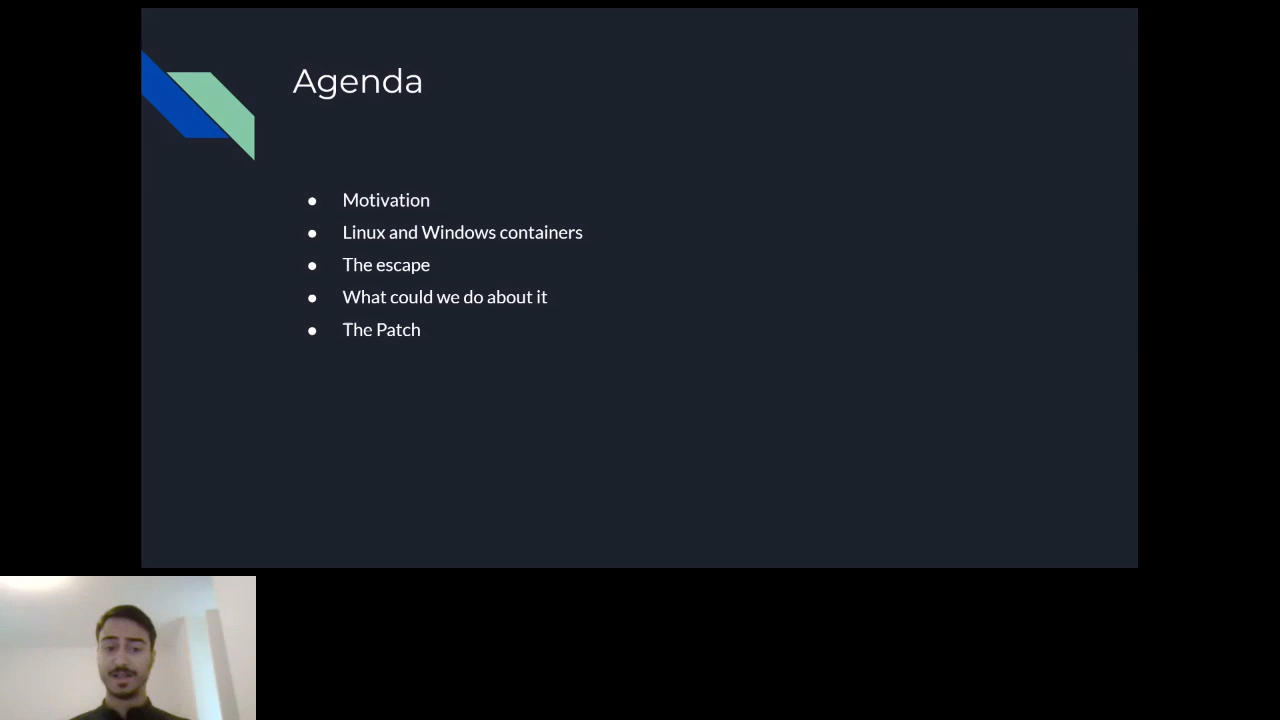 Agenda
● Motivation
● Linux and Windows containers
● The escape
● What could we do about it
● The Patch